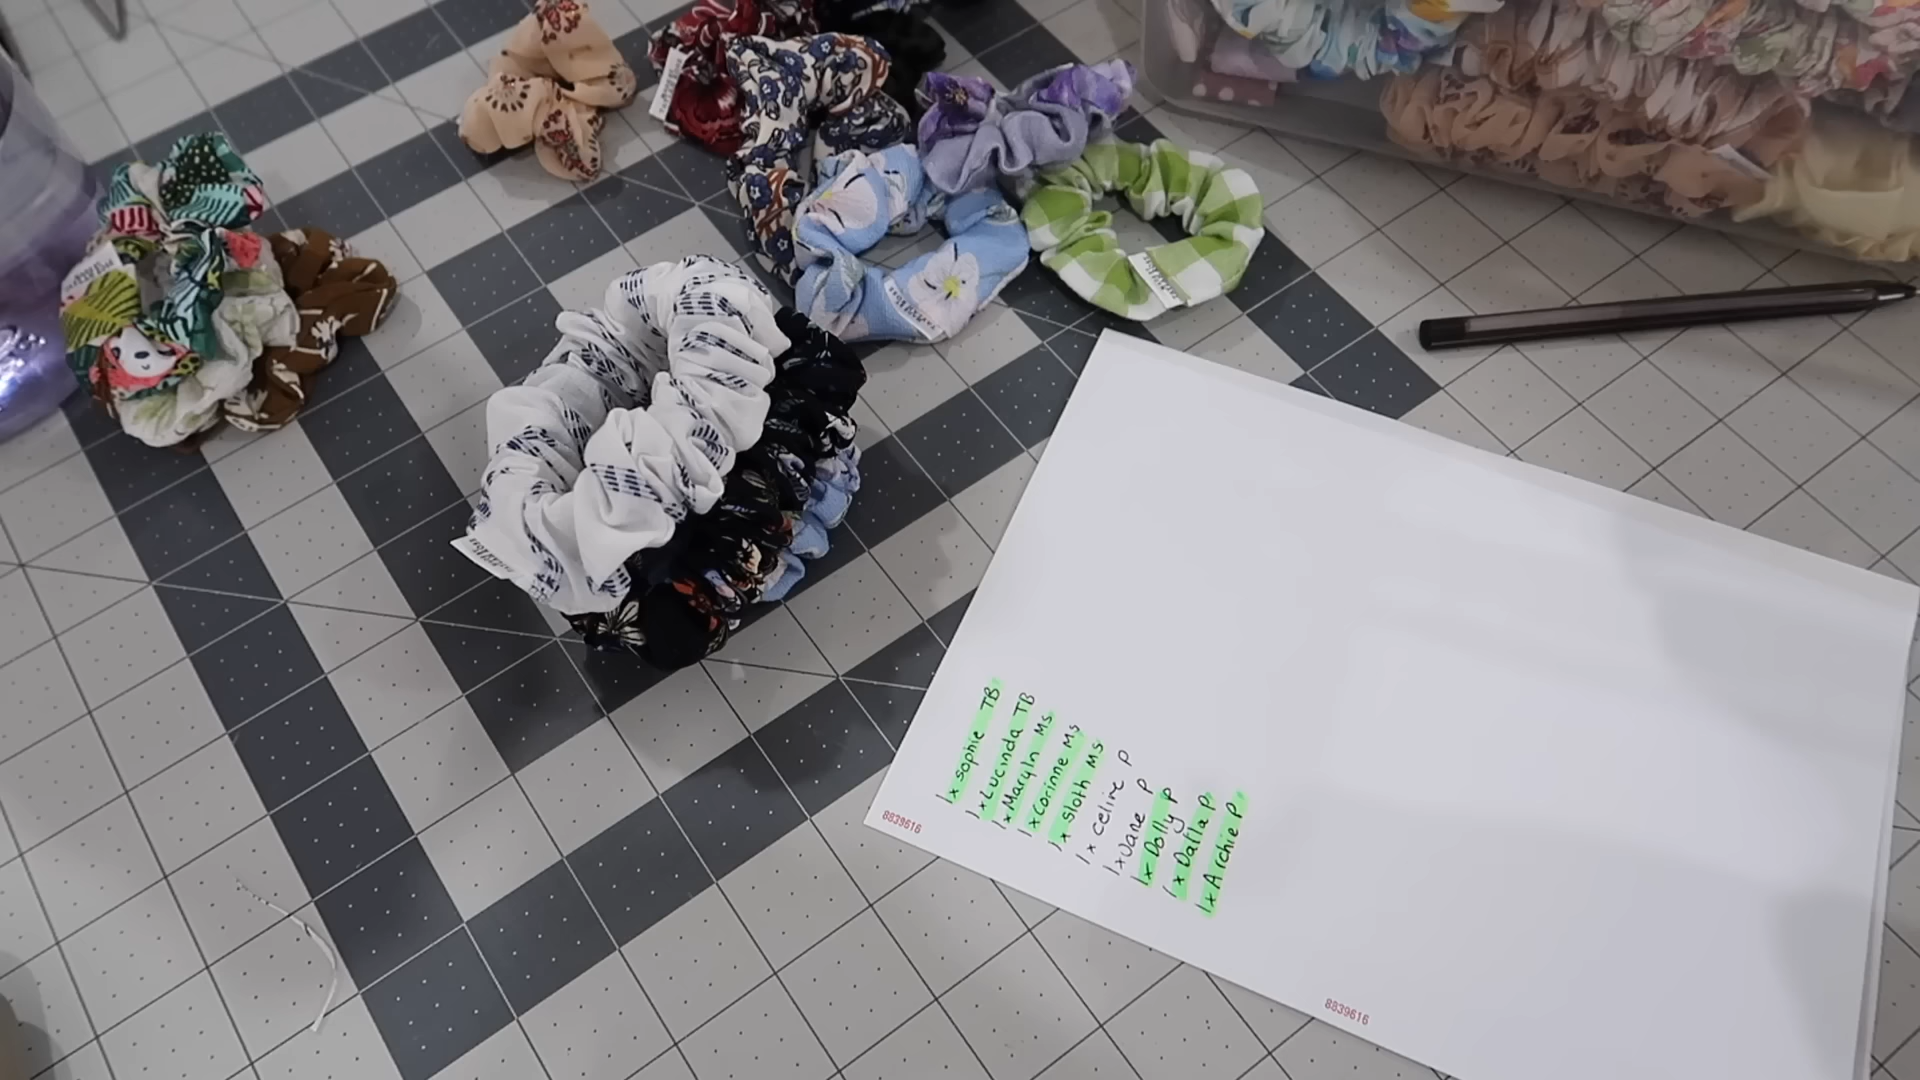 1x sophie TB
1x Lucinda TB
1x Maryln Ms
1x Corinne Ms
1x sloth Ms
1x celine p
1x Jane p
1x Dolly p
1x Dafla p
1x Archie p
8839616
8839616